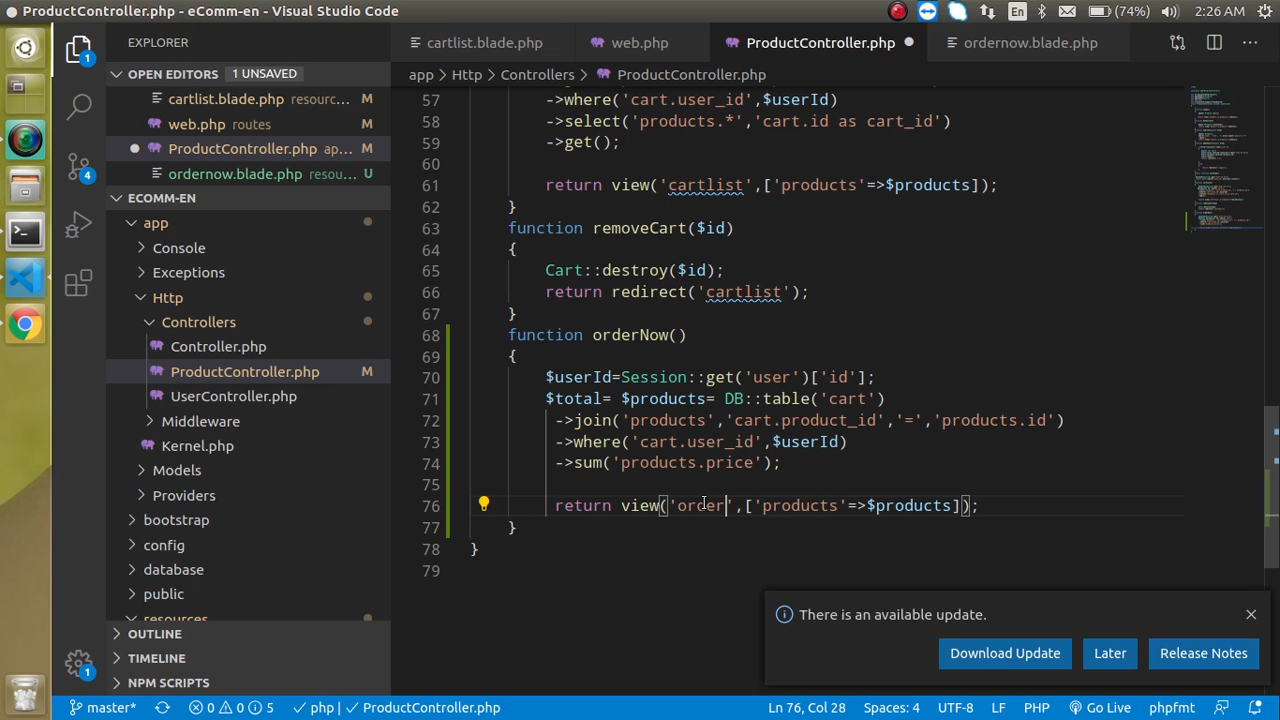 ProductController.php - eComm-en - Visual Studio Code
En
(74%)
2:26 AM
EXPLORER
cartlist.blade.php
web.php
ProductController.php
ordernow.blade.php
OPEN EDITORS
1 UNSAVED
cartlist.blade.php resourc... M
web.php routes M
ProductController.php ap... M
ordernow.blade.php resou... U
ECOMM-EN
app
Console
Exceptions
Http
Controllers
Controller.php
ProductController.php M
UserController.php
Middleware
Kernel.php
Models
Providers
bootstrap
config
database
public
resources
OUTLINE
TIMELINE
NPM SCRIPTS
1
4
1
app > Http > Controllers > ProductController.php
57 ->where('cart.user_id',$userId)
58 ->select('products.*','cart.id as cart_id')
59 ->get();
60
61 return view('cartlist',['products'=>$products]);
62 }
63 function removeCart($id)
64 {
65 Cart::destroy($id);
66 return redirect('cartlist');
67 }
68 function orderNow()
69 {
70 $userId=Session::get('user')['id'];
71 $total= $products= DB::table('cart')
72 ->join('products','cart.product_id','=','products.id')
73 ->where('cart.user_id',$userId)
74 ->sum('products.price');
75
76 return view('order',['products'=>$products]);
77 }
78 }
79
There is an available update.
Download Update
Later
Release Notes
master*
0 0 5
php
ProductController.php
Ln 76, Col 28
Spaces: 4
UTF-8
LF
PHP
Go Live
phpfmt